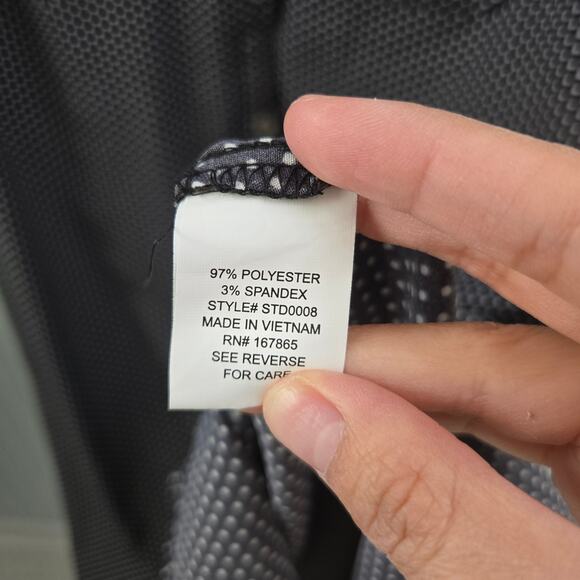 97% POLYESTER
3% SPANDEX
STYLE# STD0008
MADE IN VIETNAM
RN# 167865
SEE REVERSE
FOR CARE